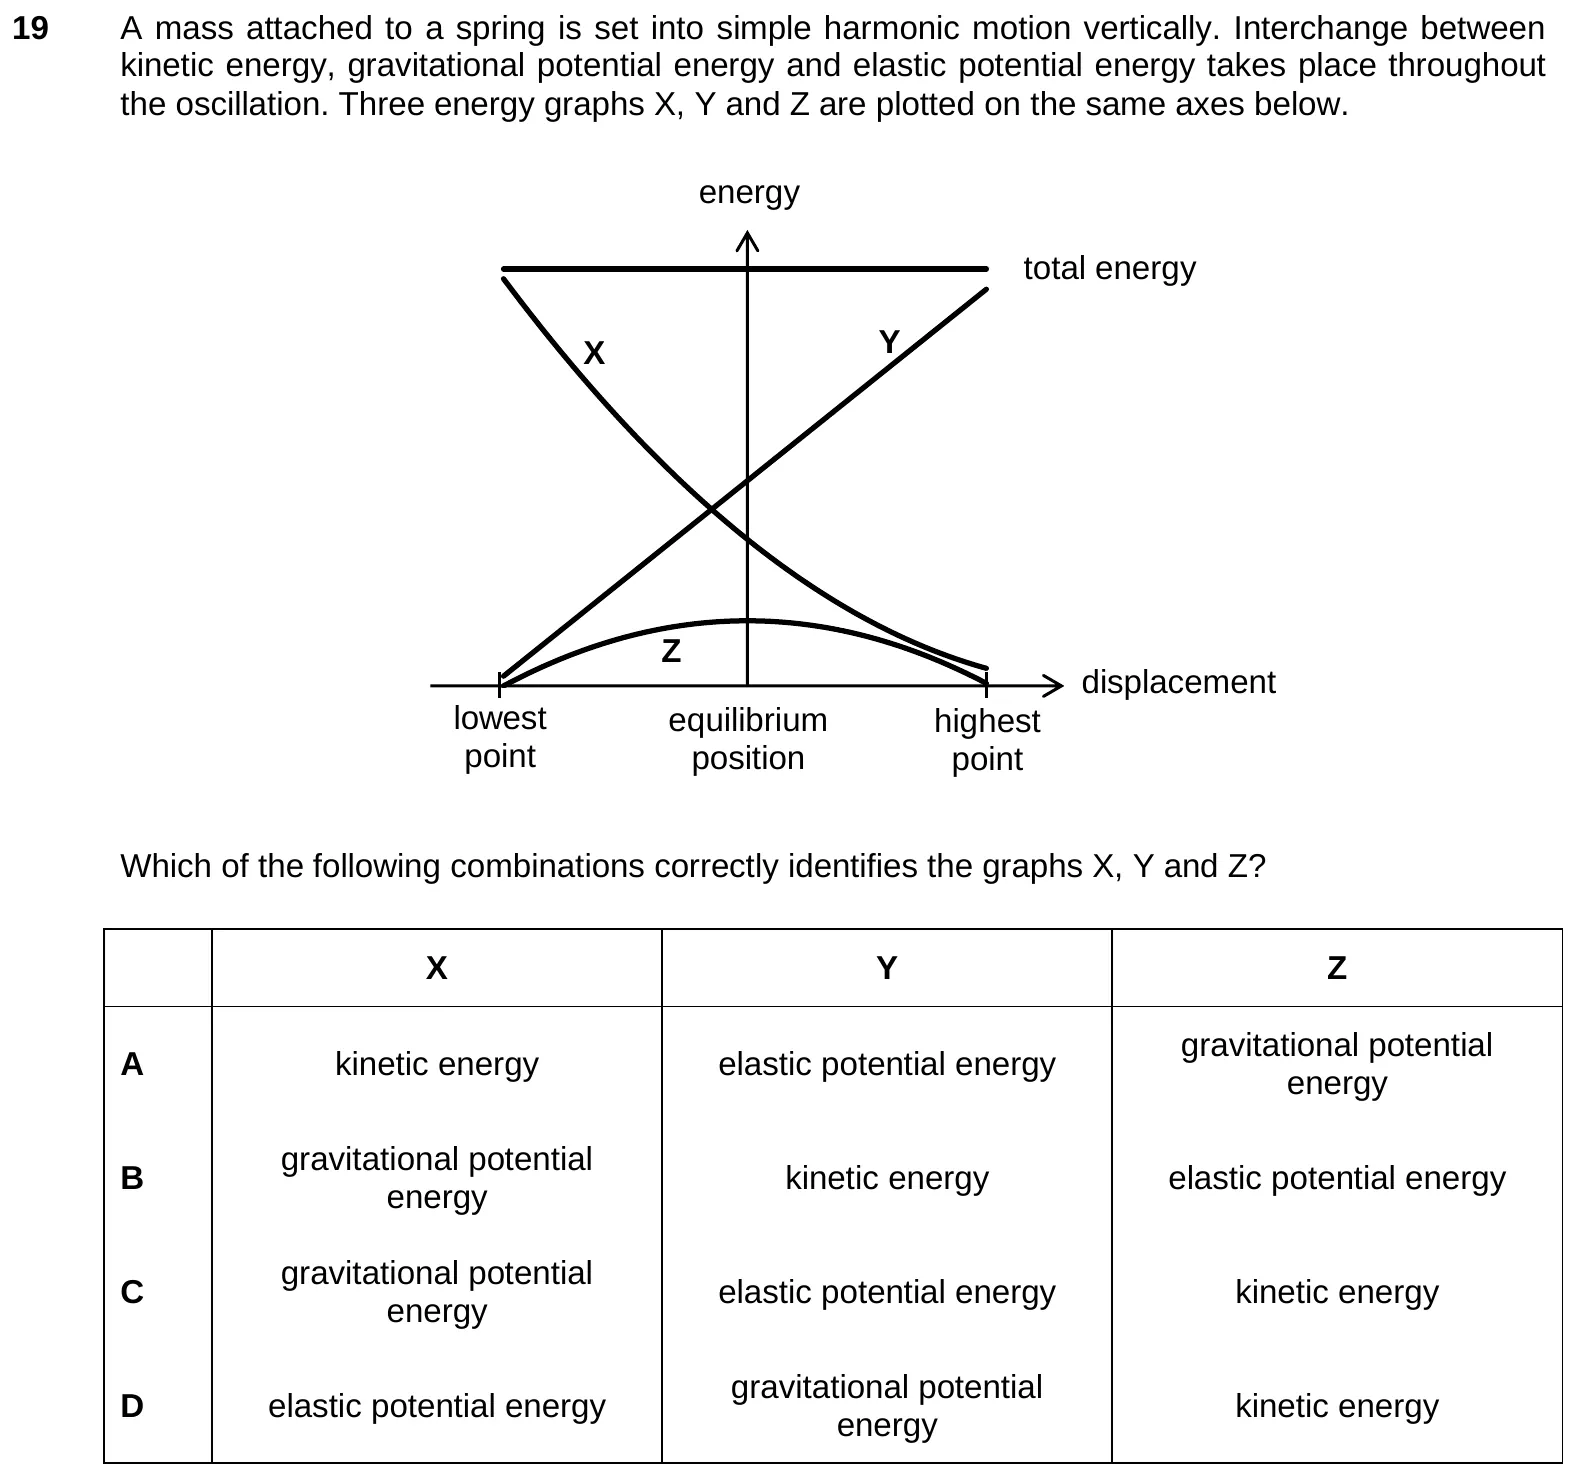 19 A mass attached to a spring is set into simple harmonic motion vertically. Interchange between
kinetic energy, gravitational potential energy and elastic potential energy takes place throughout
the oscillation. Three energy graphs X, Y and Z are plotted on the same axes below.
energy
total energy
X
Y
Z
displacement
lowest
point
equilibrium
position
highest
point
Which of the following combinations correctly identifies the graphs X, Y and Z?
X Y Z
A kinetic energy elastic potential energy gravitational potential
energy
B gravitational potential
energy kinetic energy elastic potential energy
C gravitational potential
energy elastic potential energy kinetic energy
D elastic potential energy gravitational potential
energy kinetic energy